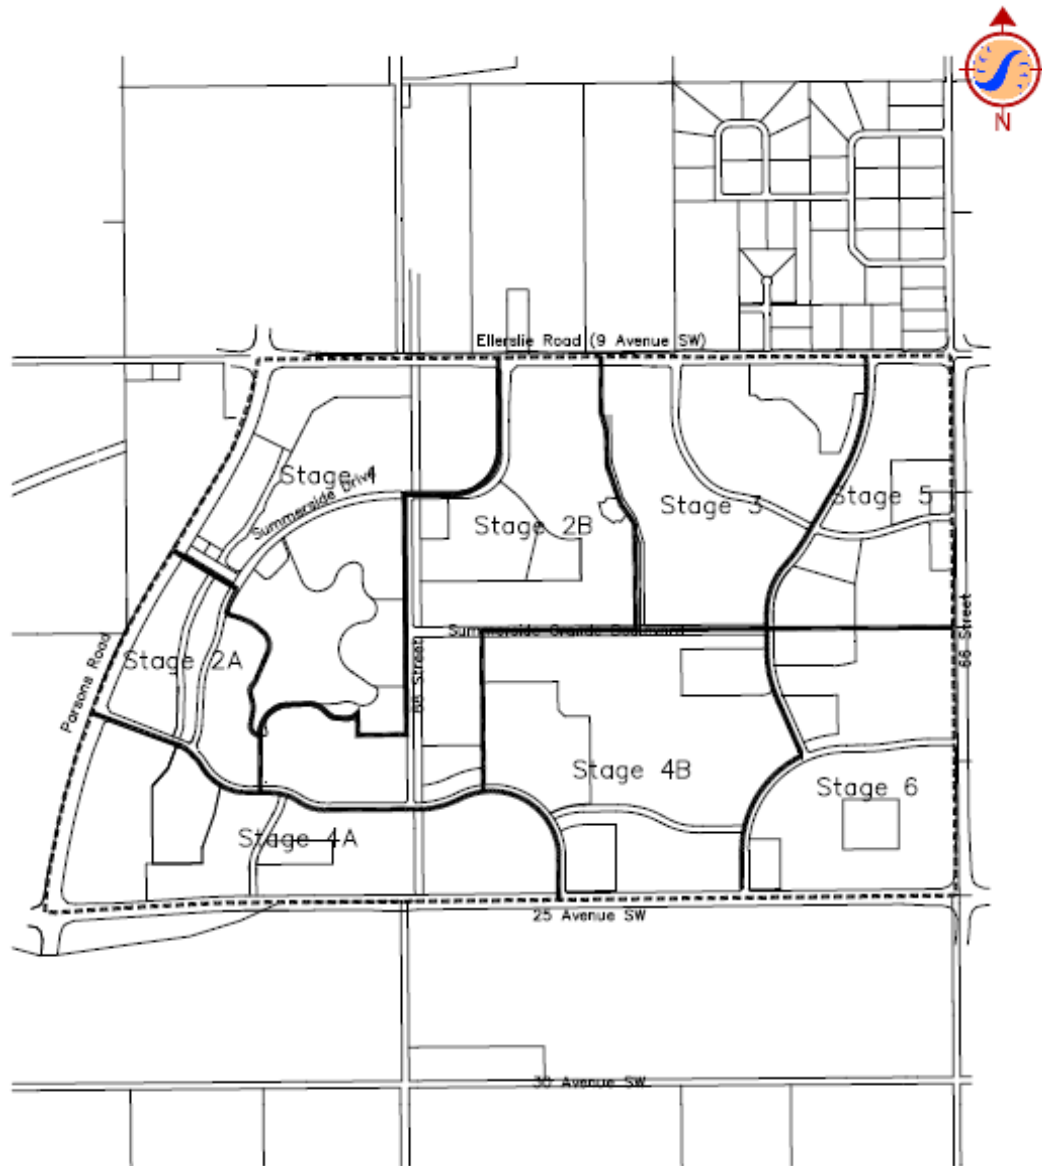 N
Ellerslie Road (9 Avenue SW)
Stage 1
Summerside Drive
Stage 2B
Stage 3
Stage 5
Summerside Grande Boulevard
66 Street
Stage 2A
Parsons Road
66 Street
Stage 4B
Stage 6
Stage 4A
25 Avenue SW
30 Avenue SW